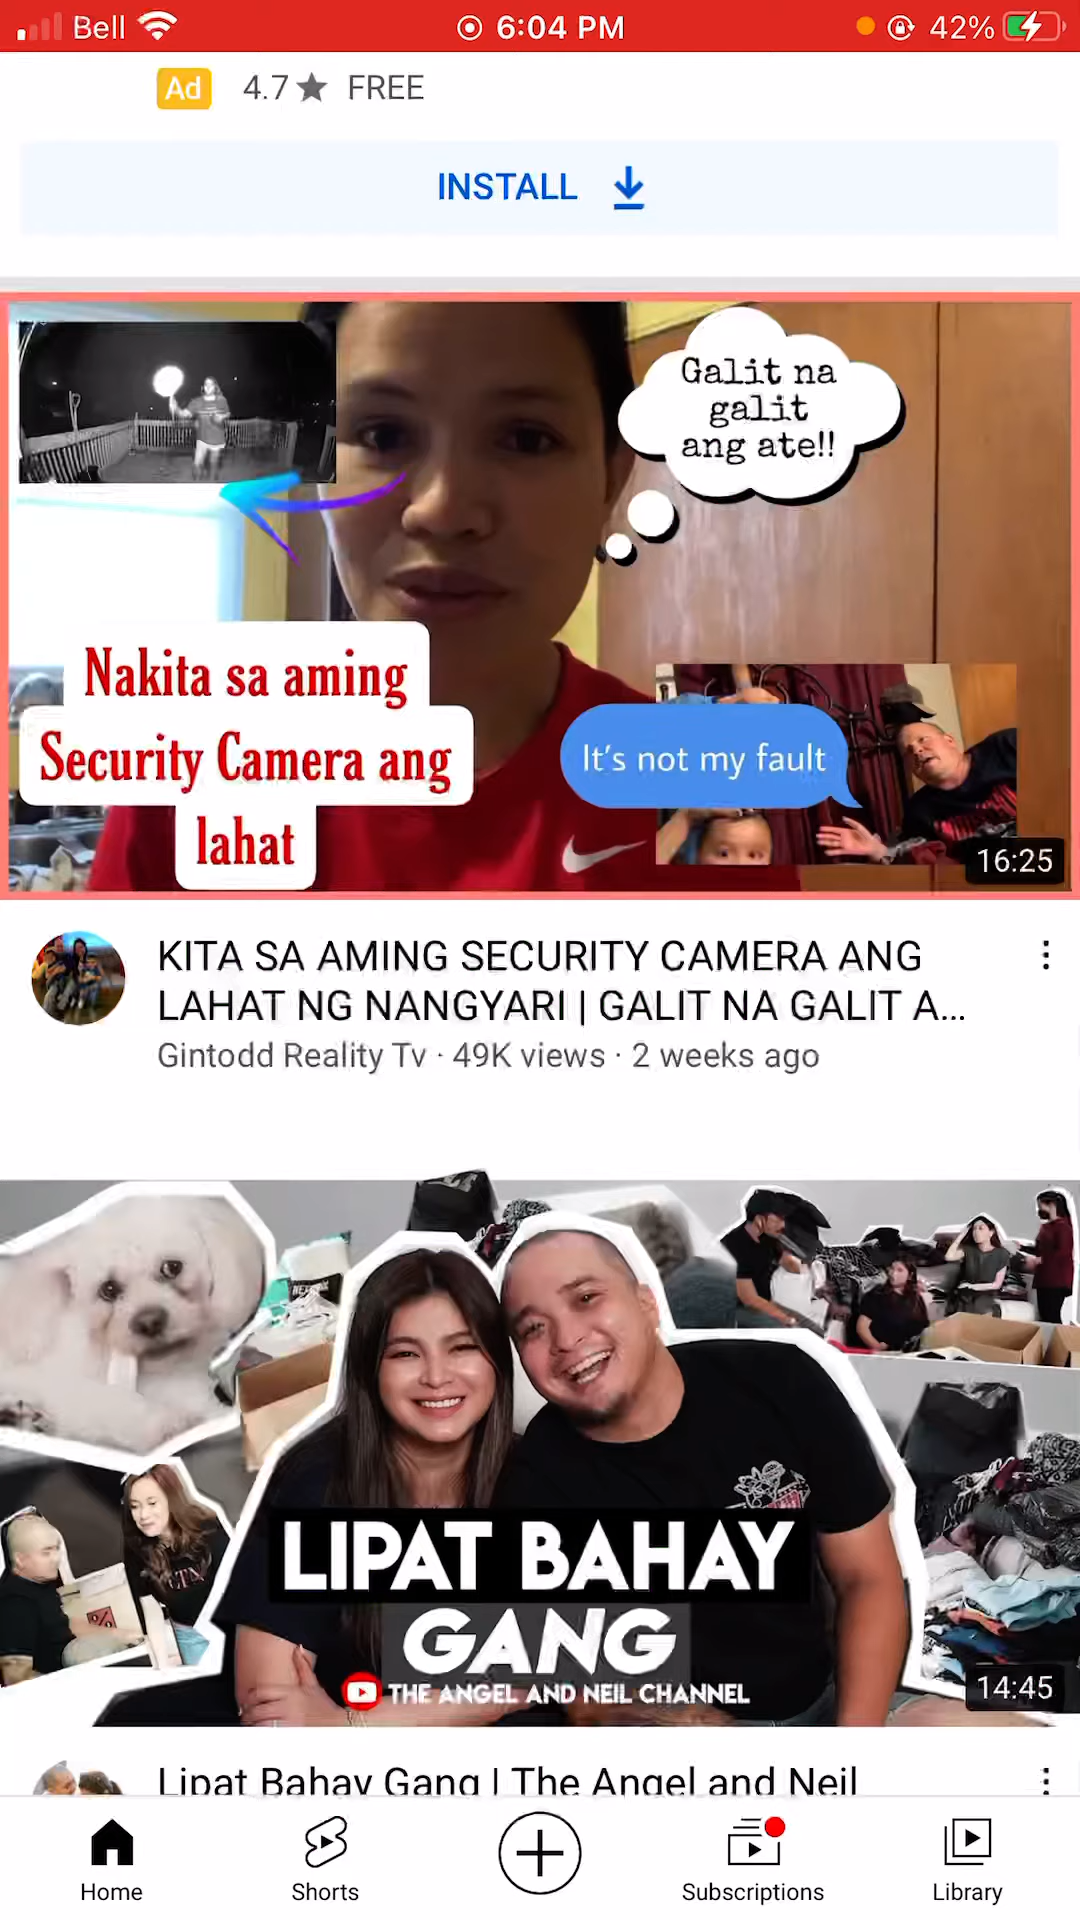 Bell 6:04 PM 42%
Ad 4.7★ FREE
INSTALL
Galit na
galit
ang ate!!
Nakita sa aming
Security Camera ang
lahat
It's not my fault
16:25
KITA SA AMING SECURITY CAMERA ANG
LAHAT NG NANGYARI | GALIT NA GALIT A...
Gintodd Reality Tv · 49K views · 2 weeks ago
LIPAT BAHAY
GANG
THE ANGEL AND NEIL CHANNEL
14:45
Lipat Bahay Gang | The Angel and Neil
Home
Shorts
Subscriptions
Library